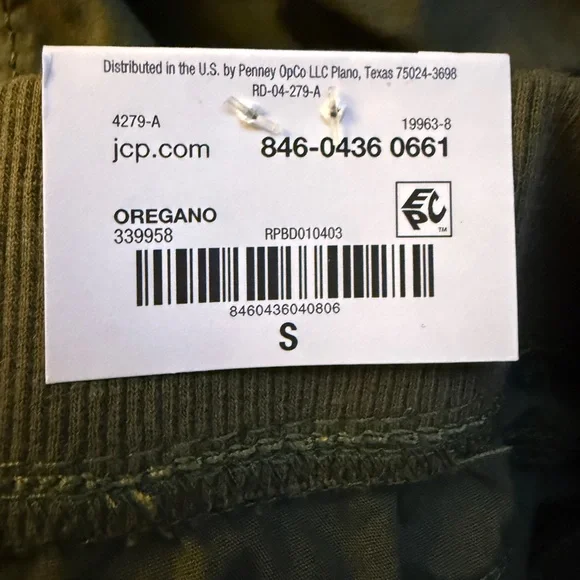 Distributed in the U.S. by Penney OpCo LLC Plano, Texas 75024-3698
RD-04-279-A
4279-A 19963-8
jcp.com 846-0436 0661
EPC
TM
OREGANO
339958 RPBD010403
8460436040806
S